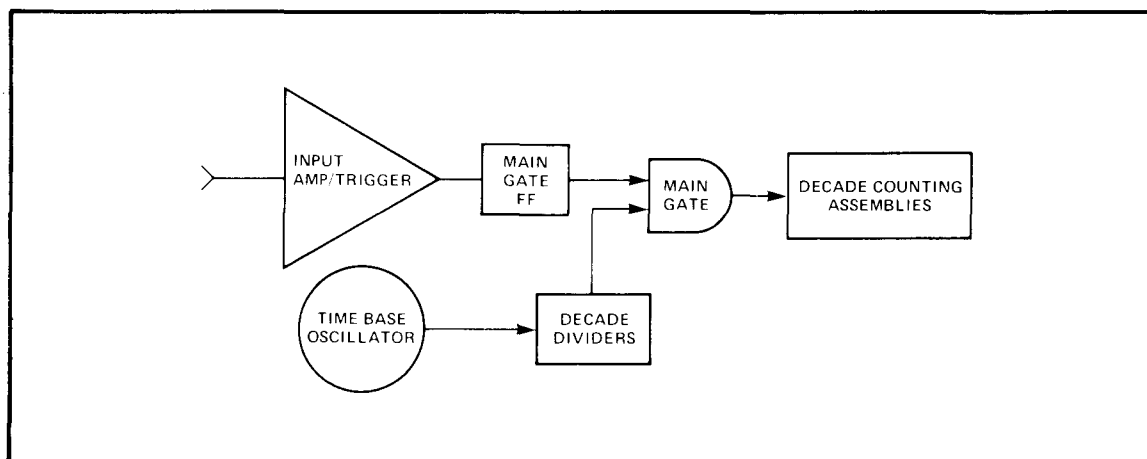 INPUT
AMP/TRIGGER
MAIN
GATE
FF
MAIN
GATE
DECADE COUNTING
ASSEMBLIES
TIME BASE
OSCILLATOR
DECADE
DIVIDERS